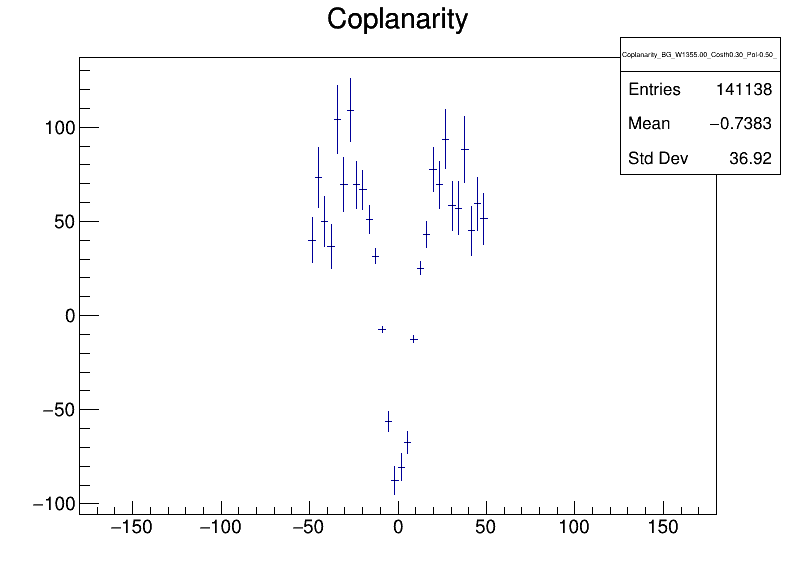 Coplanarity
Coplanarity_BG_W1355.00_Costh0.30_Pol-0.50_
Entries 141138
Mean −0.7383
Std Dev 36.92
100
50
0
−50
−100
−150 −100 −50 0 50 100 150